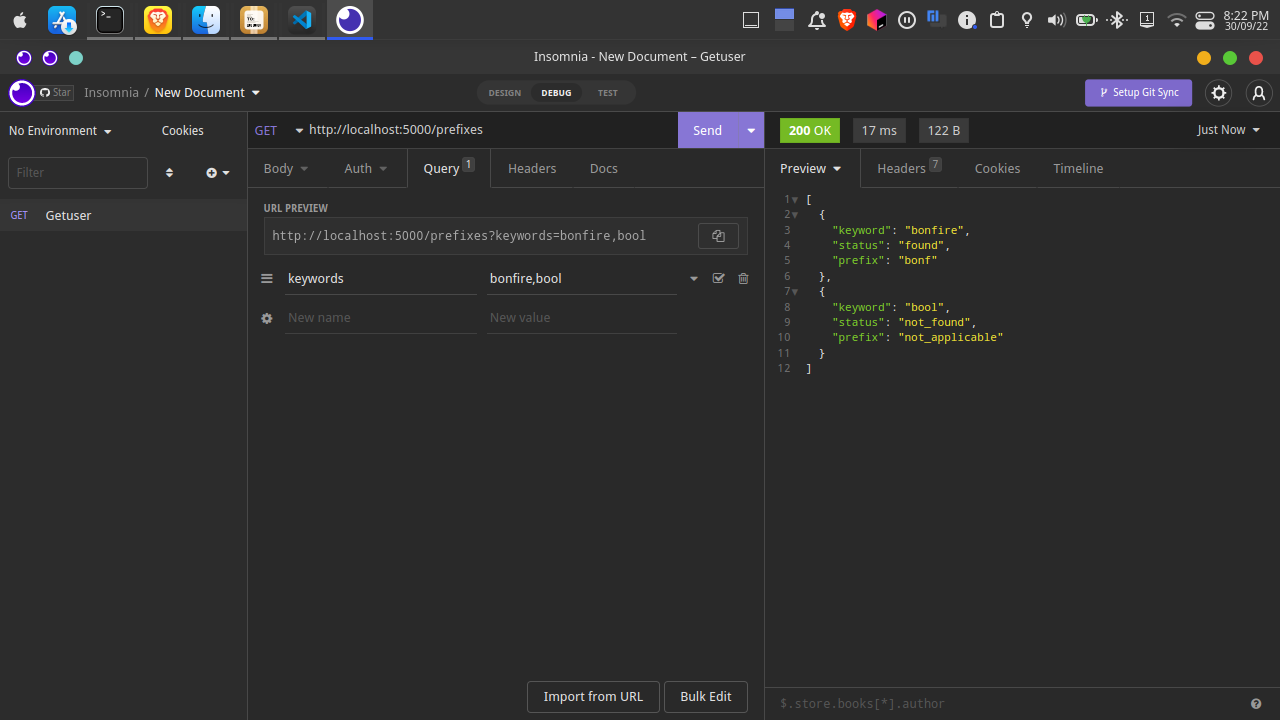 8:22 PM
30/09/22
Insomnia - New Document – Getuser
Star
Insomnia / New Document
DESIGN DEBUG TEST
Setup Git Sync
No Environment
Cookies
GET http://localhost:5000/prefixes
Send
200 OK
17 ms
122 B
Just Now
Filter
GET Getuser
Body Auth Query 1 Headers Docs
URL PREVIEW
http://localhost:5000/prefixes?keywords=bonfire,bool
keywords bonfire,bool
New name New value
Import from URL Bulk Edit
Preview Headers 7 Cookies Timeline
1 [
2 {
3 "keyword": "bonfire",
4 "status": "found",
5 "prefix": "bonf"
6 },
7 {
8 "keyword": "bool",
9 "status": "not_found",
10 "prefix": "not_applicable"
11 }
12 ]
$.store.books[*].author